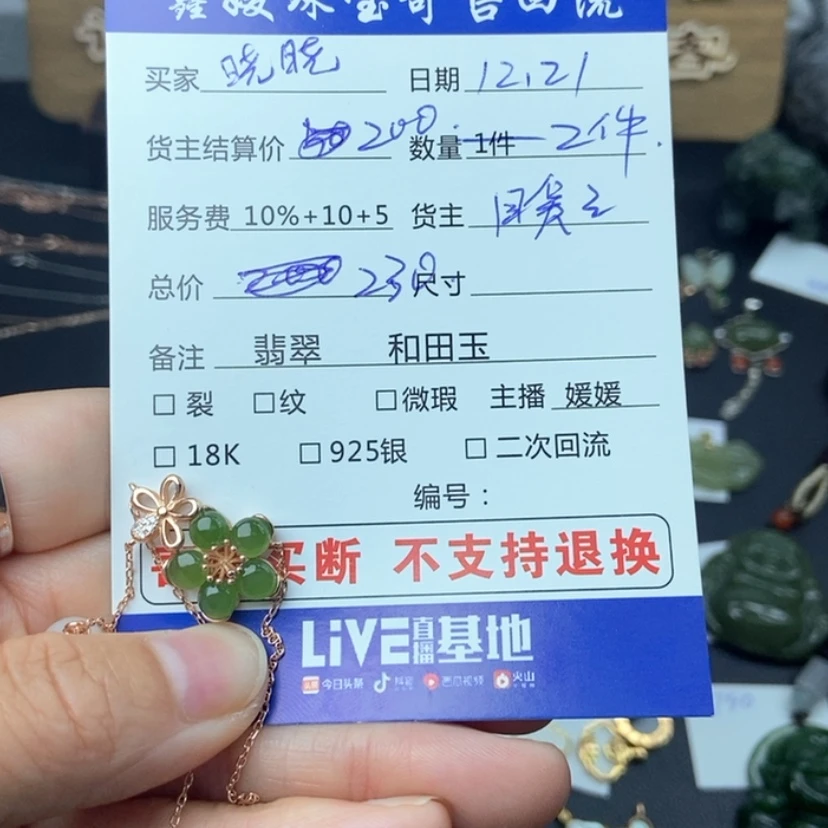 买家 晓晓 日期 12.21
货主结算价 200. 数量 1件 2件.
服务费 10%+10+5 货主
总价 230 尺寸
备注 翡翠 和田玉
□ 裂 □纹 □微瑕 主播 媛媛
□ 18K □ 925银 □ 二次回流
编号：
买断 不支持退换
LiVE直播基地
今日头条 抖音 西瓜视频 火山